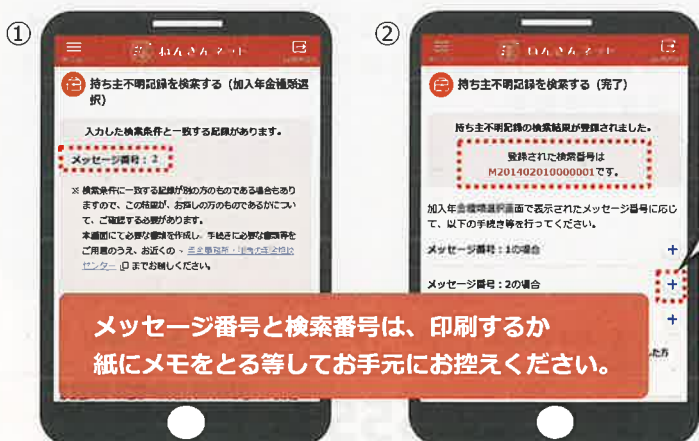 ①
ねんきんネット
持ち主不明記録を検索する（加入年金種類選
択）
入力した検索条件と一致する記録があります。
メッセージ番号：2
※ 検索条件に一致する記録が別の方のものである場合もあり
ますので、この結果が、お探しの方のものであるかについ
て、ご確認する必要があります。
本画面にて必要な書類を作成し、手続きに必要な書類等を
ご用意のうえ、お近くの
センター
までお越しください。
②
ねんきんネット
持ち主不明記録を検索する（完了）
持ち主不明記録の検索結果が登録されました。
登録された検索番号は
M201402010000001です。
加入年金種類選択画面で表示されたメッセージ番号に応じ
て、以下の手続き等を行ってください。
メッセージ番号：1の場合 +
メッセージ番号：2の場合 +
+
した方
メッセージ番号と検索番号は、印刷するか
紙にメモをとる等してお手元にお控えください。